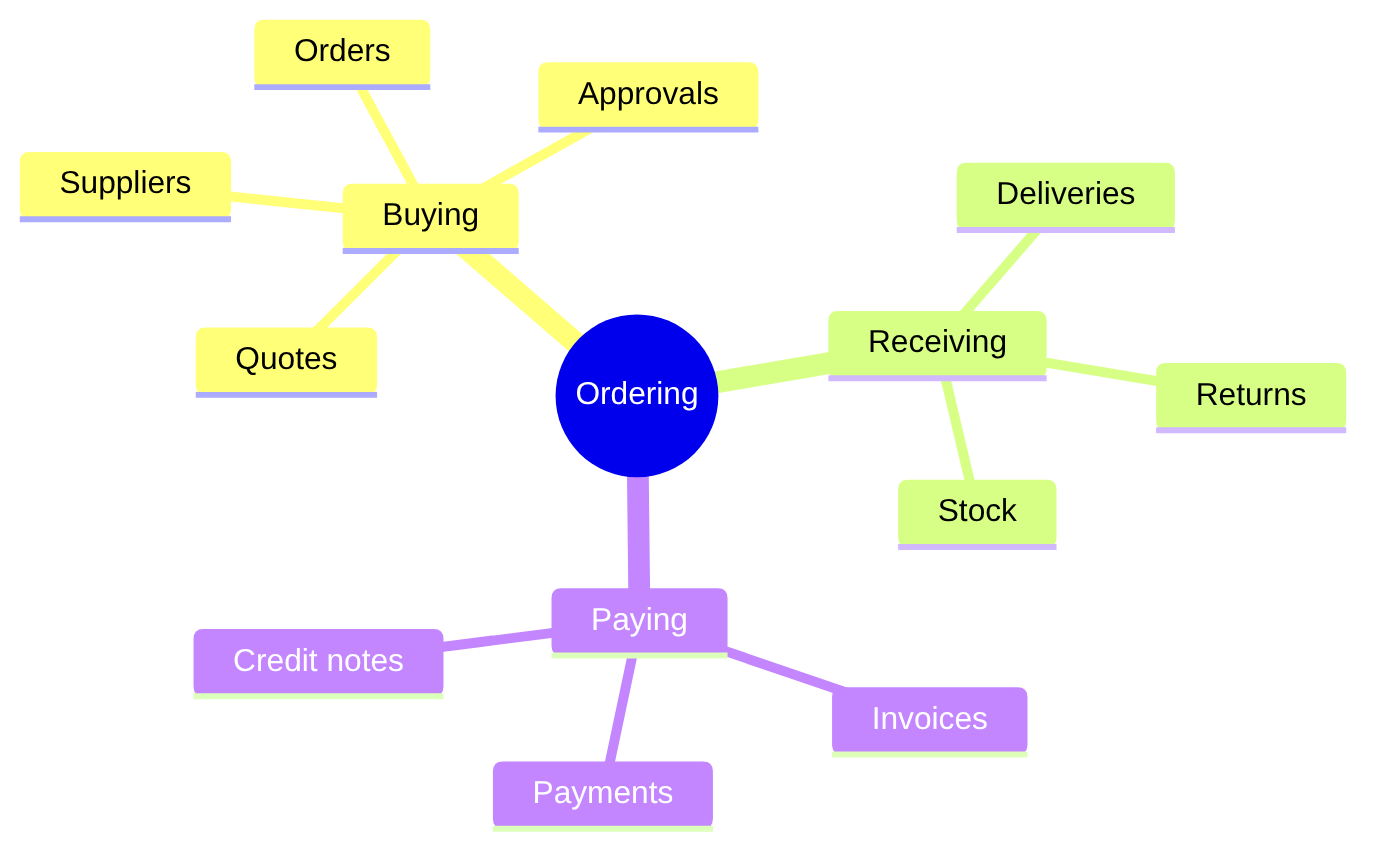 Orders
Approvals
Suppliers
Buying
Deliveries
Quotes
Receiving
Ordering
Returns
Stock
Paying
Credit notes
Invoices
Payments